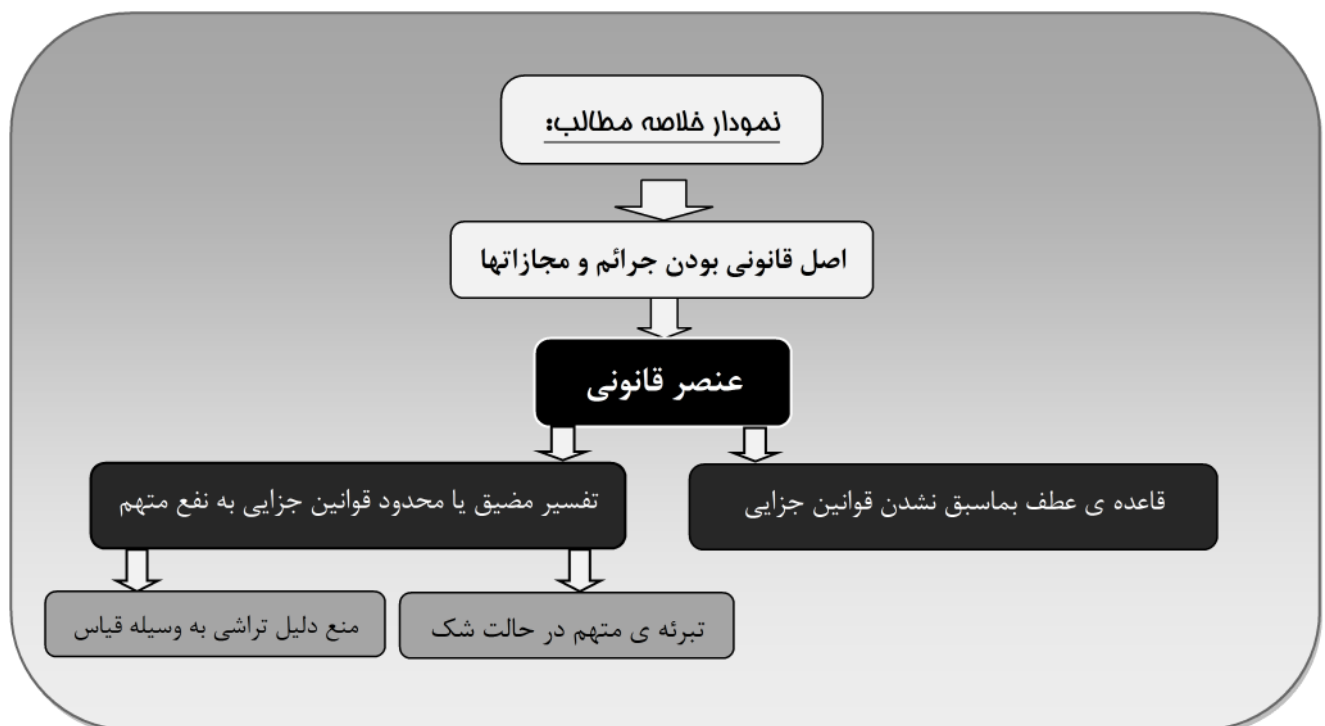 نمودار خلاصه مطالب:
اصل قانونی بودن جرائم و مجازاتها
عنصر قانونی
قاعده ی عطف بماسبق نشدن قوانین جزایی
تفسیر مضیق یا محدود قوانین جزایی به نفع متهم
تبرئه ی متهم در حالت شک
منع دلیل تراشی به وسیله قیاس